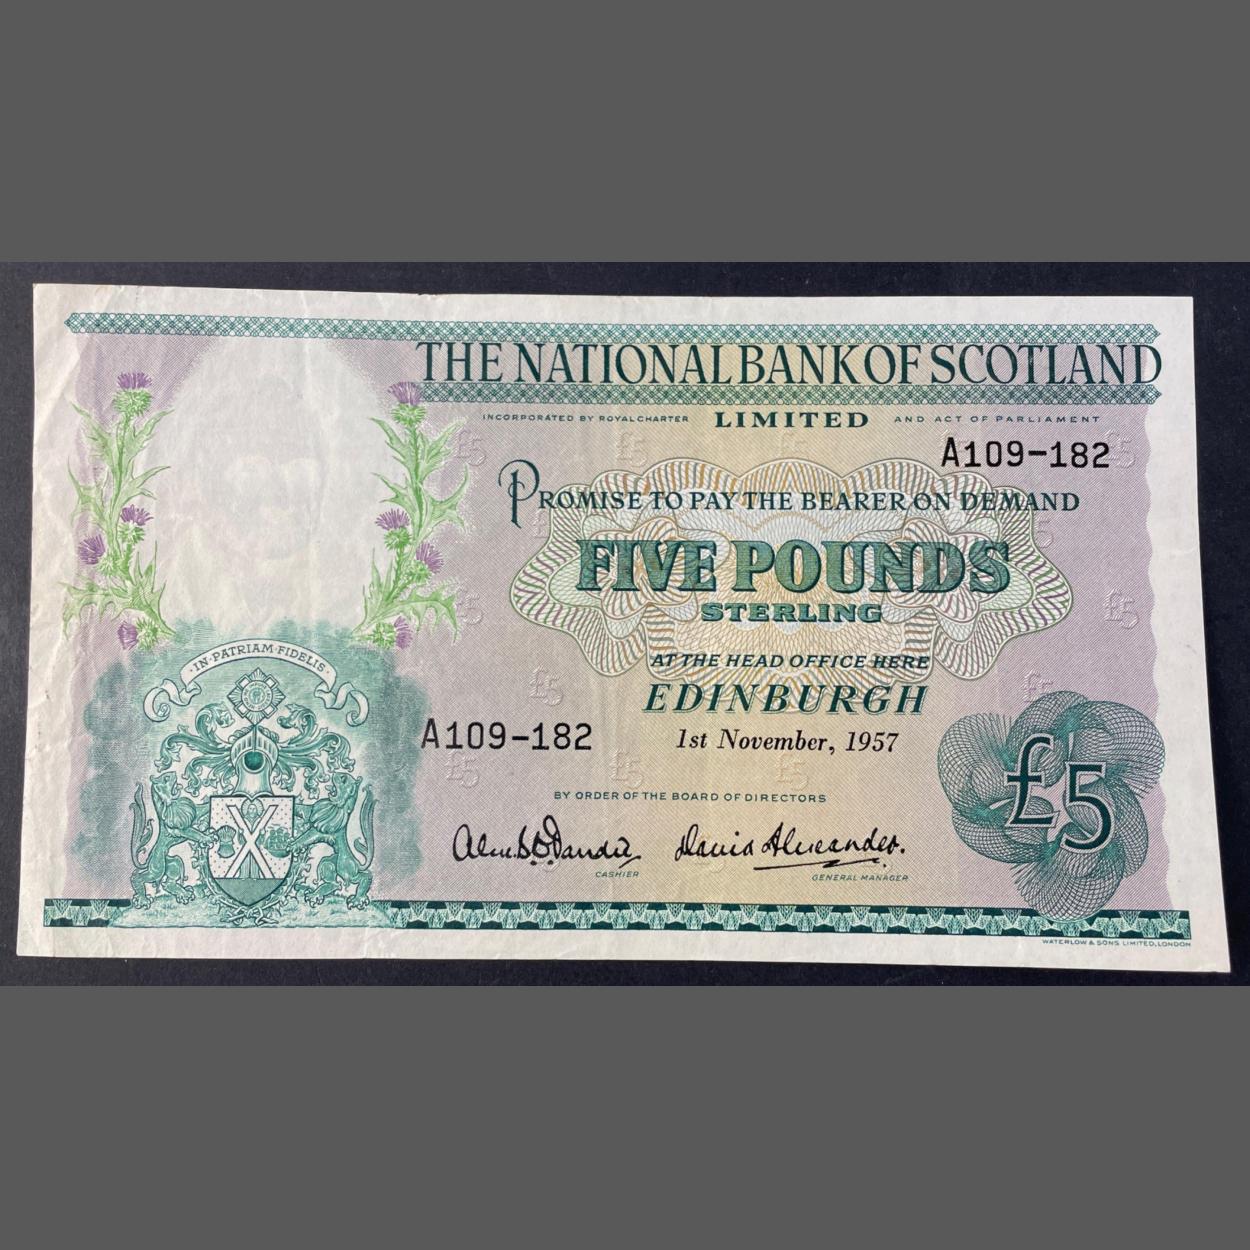 THE NATIONAL BANK OF SCOTLAND
INCORPORATED BY ROYAL CHARTER LIMITED AND ACT OF PARLIAMENT
A109-182
PROMISE TO PAY THE BEARER ON DEMAND
FIVE POUNDS
STERLING
AT THE HEAD OFFICE HERE
EDINBURGH
·IN·PATRIAM·FIDELIS·
A109-182
1st November, 1957
£5
BY ORDER OF THE BOARD OF DIRECTORS
David Alexander.
CASHIER
GENERAL MANAGER
WATERLOW & SONS LIMITED, LONDON